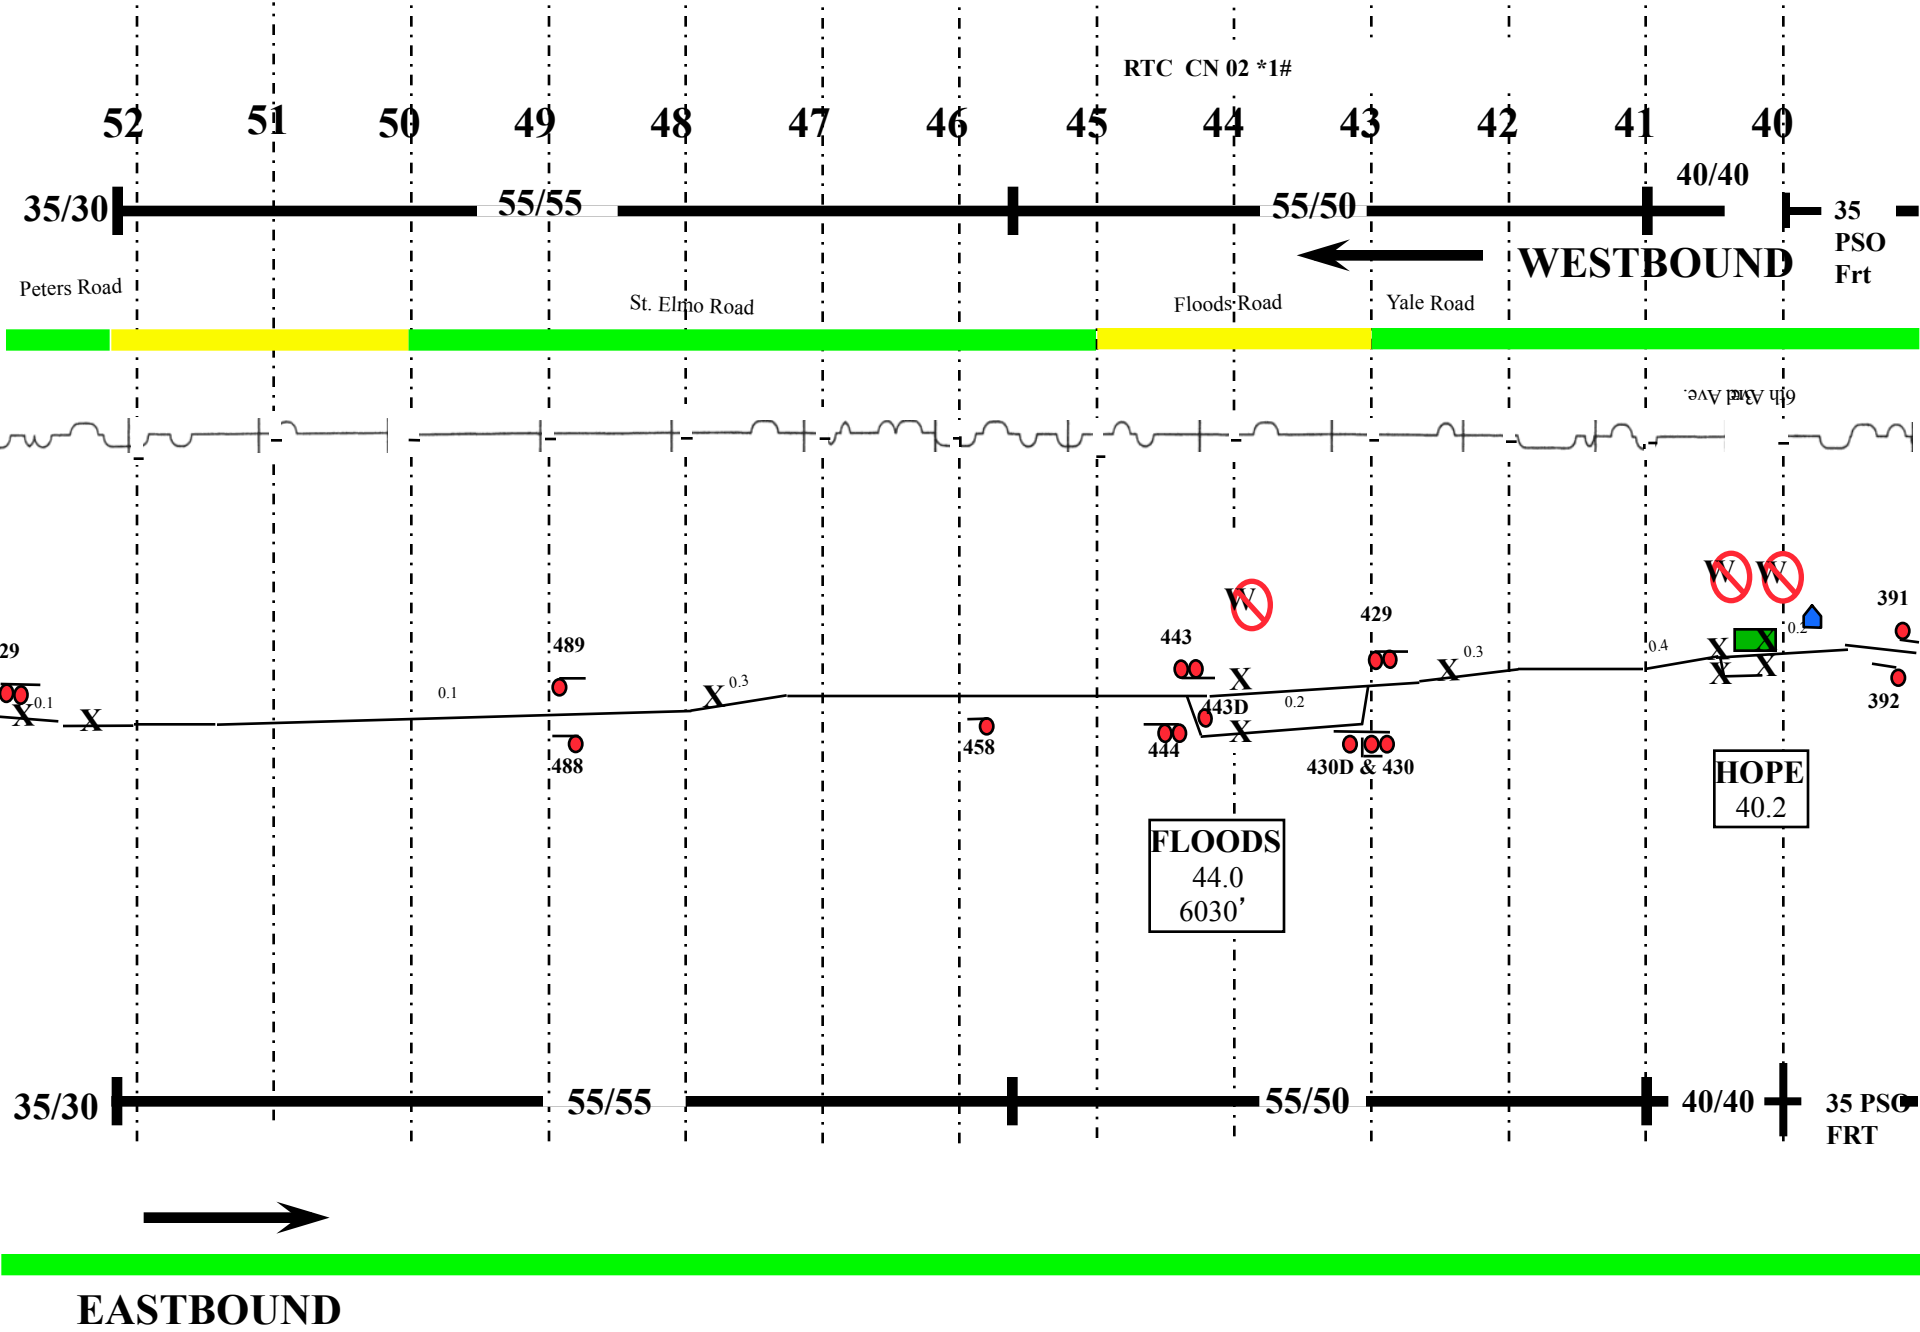 RTC CN 02 *1#
52 51 50 49 48 47 46 45 44 43 42 41 40
40/40
35/30 55/55 55/50 35
PSO
Frt
WESTBOUND
Peters Road St. Elmo Road Floods Road Yale Road
6th Ave.
3rd Ave.
W W
W
391
429
443
29 489
0.2
0.4
0.3
X X
X X
X
X
0.3
0.1
0.1
X X
X
443D
0.2
X
392
458
444
488
430D & 430
HOPE
40.2
FLOODS
44.0
6030’
35/30 55/55 55/50 40/40 35 PSO
FRT
EASTBOUND